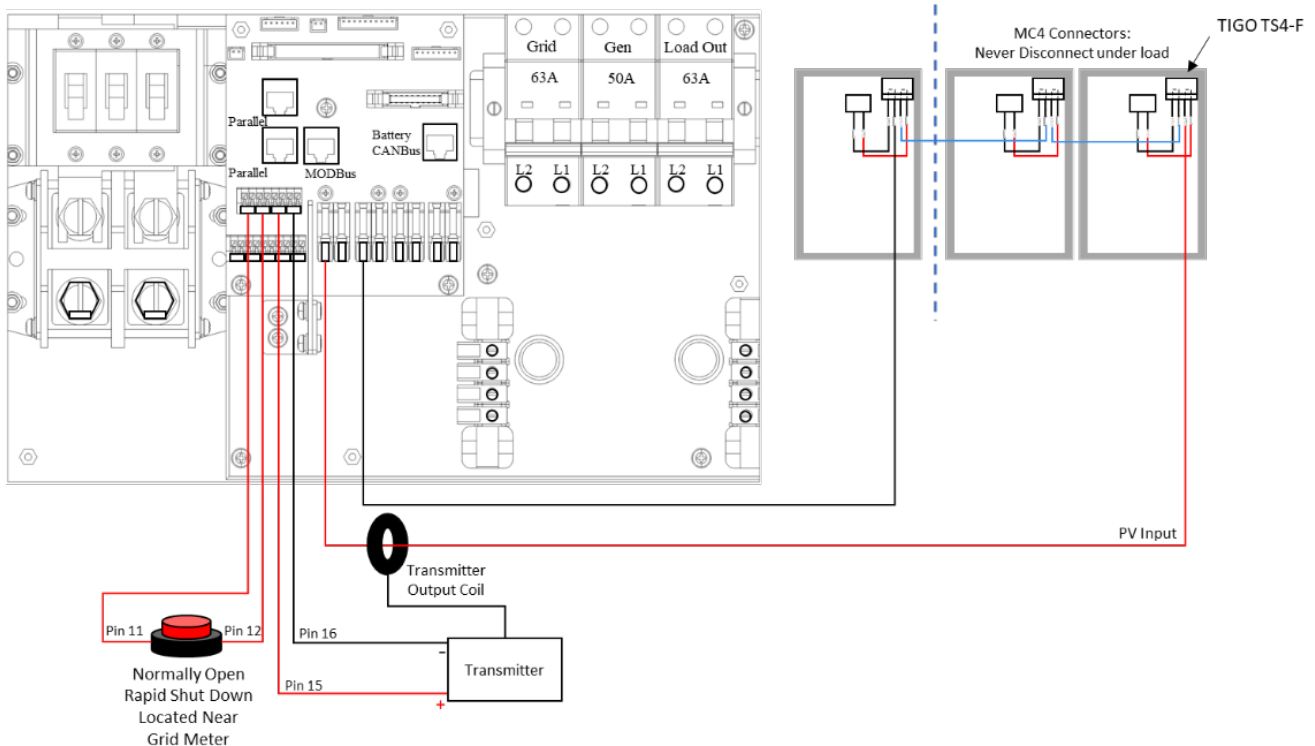 TIGO TS4-F
MC4 Connectors:
Never Disconnect under load
Grid
Gen
Load Out
63A
50A
63A
Parallel
Battery
CANBus
Parallel
MODBus
L2
L1
L2
L1
L2
L1
PV Input
Transmitter
Output Coil
Pin 11
Pin 12
Pin 16
-
Transmitter
Pin 15
+
Normally Open
Rapid Shut Down
Located Near
Grid Meter